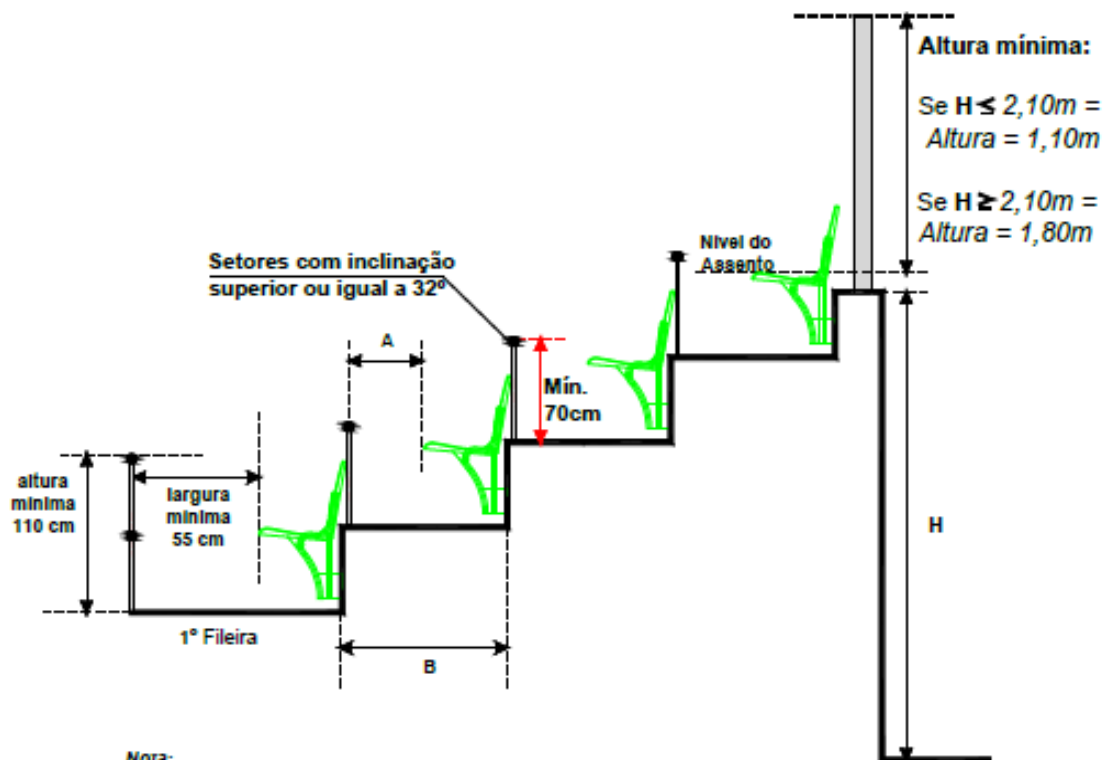 Altura mínima:
Se H ≤ 2,10m =
Altura = 1,10m
Se H ≥ 2,10m =
Altura = 1,80m
Nível do
Assento
Setores com inclinação
superior ou igual a 32º
A
Mín.
70cm
altura
mínima
110 cm
largura
mínima
55 cm
H
1º Fileira
B
Nota: